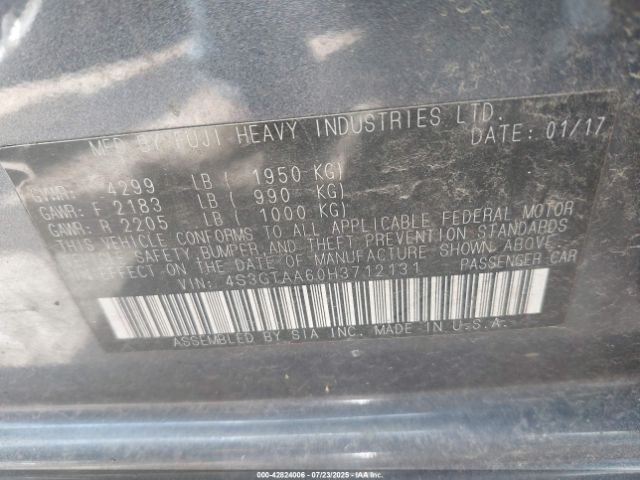 MFD BY FUJI HEAVY INDUSTRIES LTD.
DATE: 01/17
GVWR: 4299 LB ( 1950 KG)
GAWR: F 2183 LB ( 990 KG)
GAWR: R 2205 LB ( 1000 KG)
THIS VEHICLE CONFORMS TO ALL APPLICABLE FEDERAL MOTOR
VEHICLE SAFETY, BUMPER, AND THEFT PREVENTION STANDARDS
IN EFFECT ON THE DATE OF MANUFACTURE SHOWN ABOVE.
VIN: 4S3GTAA60H3712131 PASSENGER CAR
ASSEMBLED BY SIA INC. MADE IN U.S.A.
000-42824006 - 07/23/2025 - © IAA Holdings, LLC